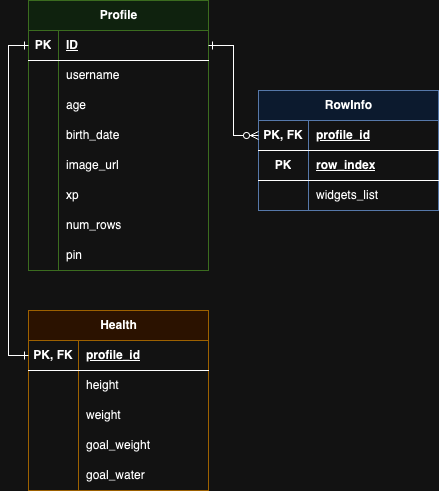 Profile
PK ID
username
age
birth_date
image_url
xp
num_rows
pin
RowInfo
PK, FK profile_id
PK row_index
widgets_list
Health
PK, FK profile_id
height
weight
goal_weight
goal_water